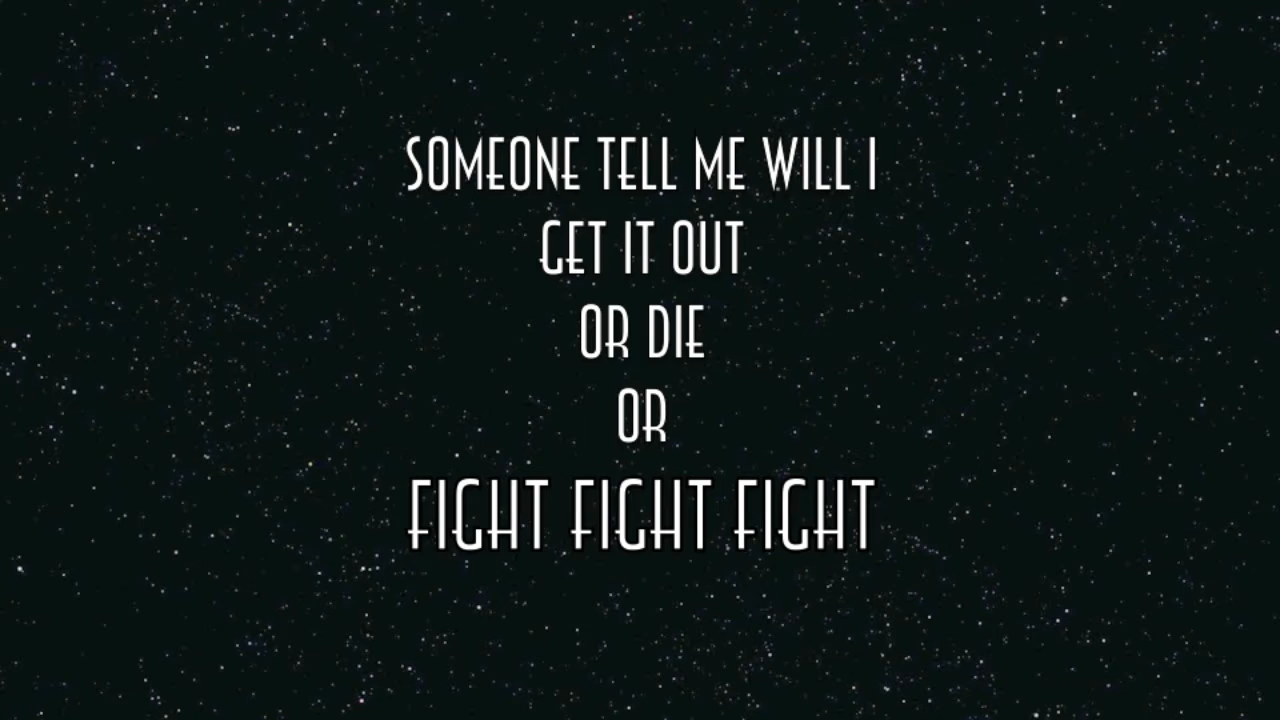 SOMEONE TELL ME WILL I
GET IT OUT
OR DIE
OR
FIGHT FIGHT FIGHT